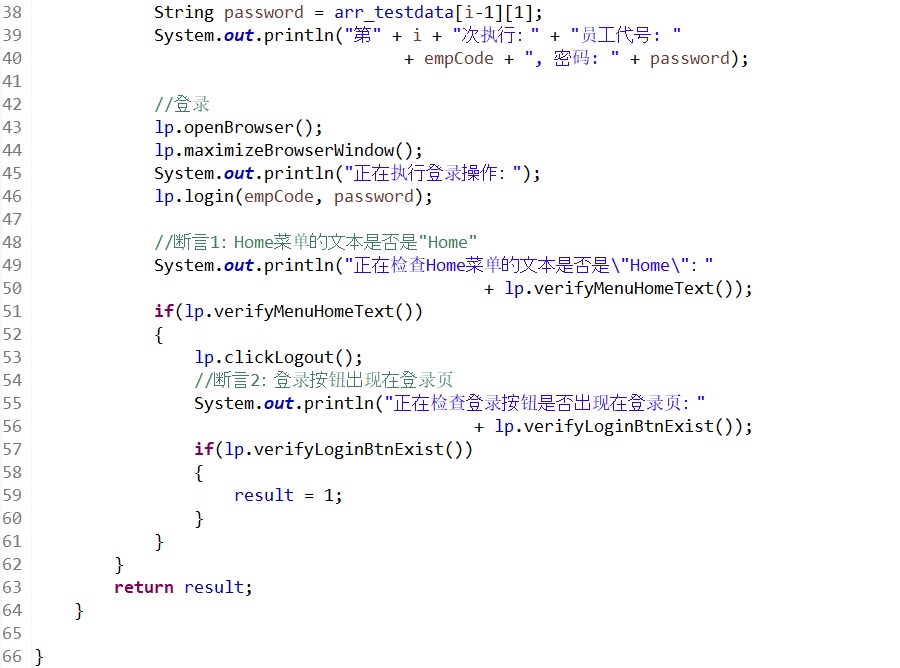 38 String password = arr_testdata[i-1][1];
39 System.out.println("第" + i + "次执行：" + "员工代号："
40 + empCode + ", 密码：" + password);
41
42 //登录
43 lp.openBrowser();
44 lp.maximizeBrowserWindow();
45 System.out.println("正在执行登录操作：");
46 lp.login(empCode, password);
47
48 //断言1：Home菜单的文本是否是"Home"
49 System.out.println("正在检查Home菜单的文本是否是\"Home\"："
50 + lp.verifyMenuHomeText());
51 if(lp.verifyMenuHomeText())
52 {
53 lp.clickLogout();
54 //断言2：登录按钮出现在登录页
55 System.out.println("正在检查登录按钮是否出现在登录页："
56 + lp.verifyLoginBtnExist());
57 if(lp.verifyLoginBtnExist())
58 {
59 result = 1;
60 }
61 }
62 }
63 return result;
64 }
65
66 }